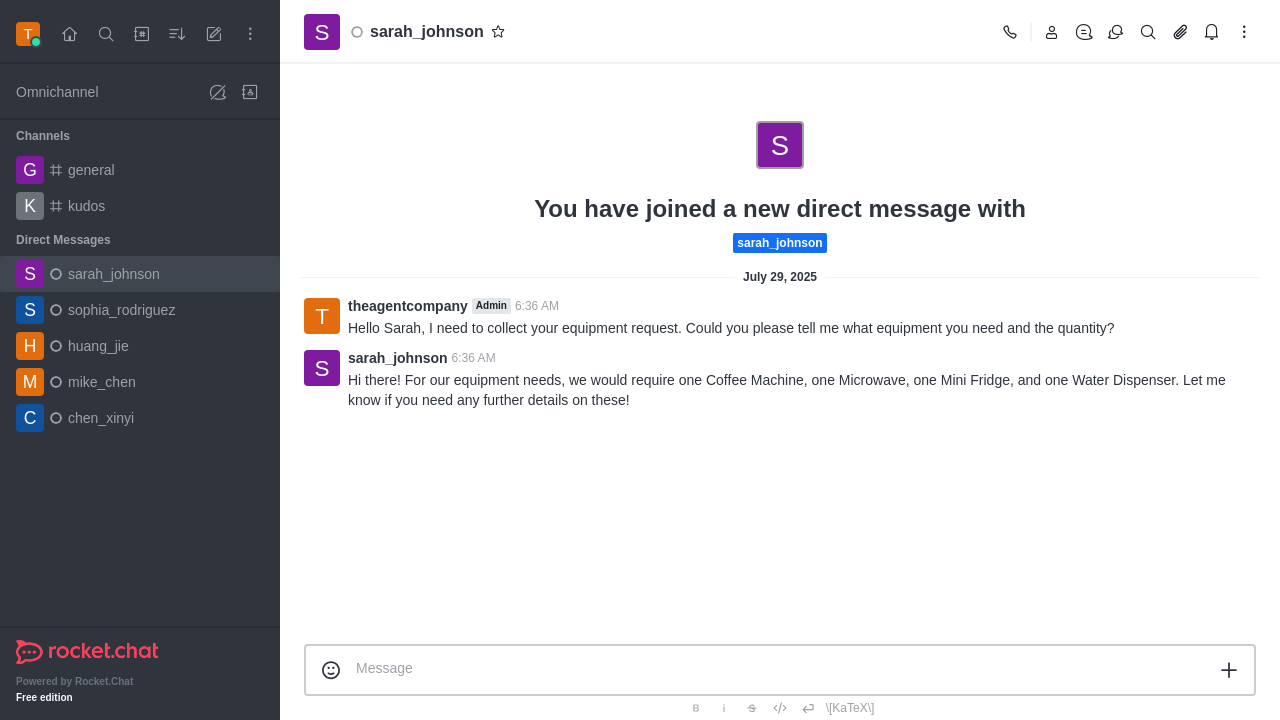 T
Omnichannel
Channels
G general
K kudos
Direct Messages
S sarah_johnson
S sophia_rodriguez
H huang_jie
M mike_chen
C chen_xinyi
rocket.chat
Powered by Rocket.Chat
Free edition
S sarah_johnson
S
You have joined a new direct message with
sarah_johnson
July 29, 2025
T theagentcompany Admin 6:36 AM
Hello Sarah, I need to collect your equipment request. Could you please tell me what equipment you need and the quantity?
S sarah_johnson 6:36 AM
Hi there! For our equipment needs, we would require one Coffee Machine, one Microwave, one Mini Fridge, and one Water Dispenser. Let me
know if you need any further details on these!
Message
B i S \[KaTeX\]